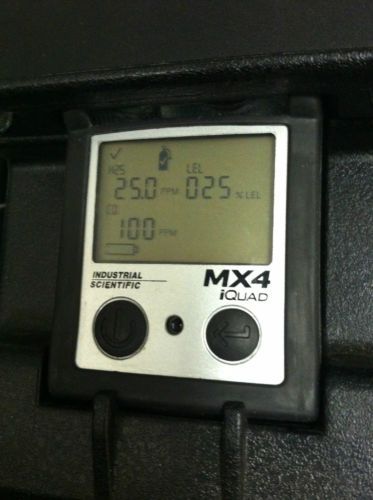 H2S LEL
25.0 PPM 025 % LEL
CO
100 PPM
INDUSTRIAL
SCIENTIFIC
MX4
iQUAD